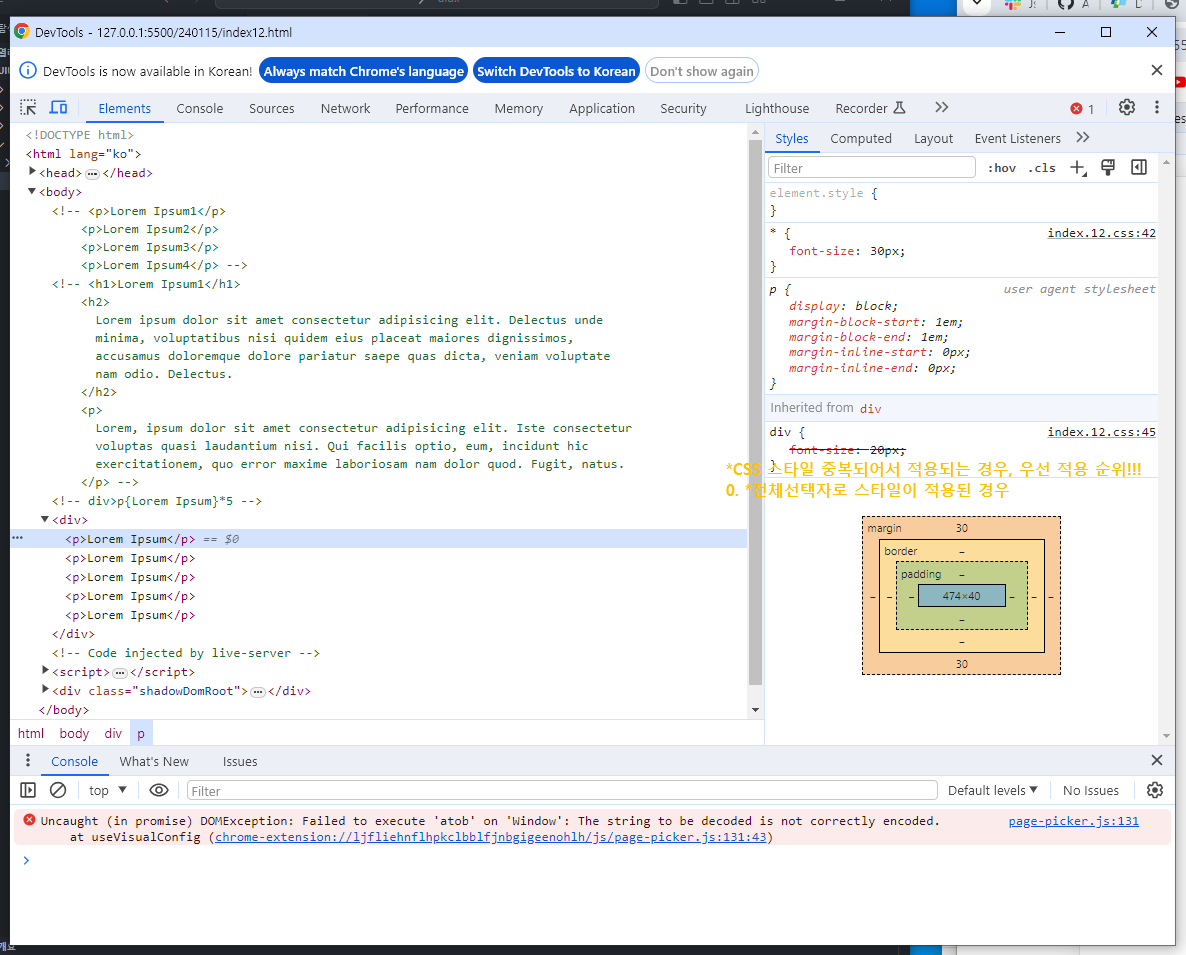 DevTools - 127.0.0.1:5500/240115/index12.html
DevTools is now available in Korean! Always match Chrome's language Switch DevTools to Korean Don't show again
Elements Console Sources Network Performance Memory Application Security Lighthouse Recorder 1
<!DOCTYPE html>
<html lang="ko">
<head> … </head>
<body>
<!-- <p>Lorem Ipsum1</p>
<p>Lorem Ipsum2</p>
<p>Lorem Ipsum3</p>
<p>Lorem Ipsum4</p> -->
<!-- <h1>Lorem Ipsum1</h1>
<h2>
Lorem ipsum dolor sit amet consectetur adipisicing elit. Delectus unde
minima, voluptatibus nisi quidem eius placeat maiores dignissimos,
accusamus doloremque dolore pariatur saepe quas dicta, veniam voluptate
nam odio. Delectus.
</h2>
<p>
Lorem, ipsum dolor sit amet consectetur adipisicing elit. Iste consectetur
voluptas quasi laudantium nisi. Qui facilis optio, eum, incidunt hic
exercitationem, quo error maxime laboriosam nam dolor quod. Fugit, natus.
</p> -->
<!-- div>p{Lorem Ipsum}*5 -->
<div>
<p>Lorem Ipsum</p> == $0
<p>Lorem Ipsum</p>
<p>Lorem Ipsum</p>
<p>Lorem Ipsum</p>
<p>Lorem Ipsum</p>
</div>
<!-- Code injected by live-server -->
<script> … </script>
<div class="shadowDomRoot"> … </div>
</body>
html body div p
Styles Computed Layout Event Listeners
Filter :hov .cls
element.style {
}
* { index.12.css:42
font-size: 30px;
}
p { user agent stylesheet
display: block;
margin-block-start: 1em;
margin-block-end: 1em;
margin-inline-start: 0px;
margin-inline-end: 0px;
}
Inherited from div
div { index.12.css:45
font-size: 20px;
}
*CSS 스타일 중복되어서 적용되는 경우, 우선 적용 순위!!!
0. *전체선택자로 스타일이 적용된 경우
margin 30
border –
padding –
– – – 474×40 – – –
–
–
30
Console What's New Issues
top Filter Default levels No Issues
Uncaught (in promise) DOMException: Failed to execute 'atob' on 'Window': The string to be decoded is not correctly encoded. page-picker.js:131
at useVisualConfig (chrome-extension://ljfliehnflhpkclbblfjnbgigeenohlh/js/page-picker.js:131:43)